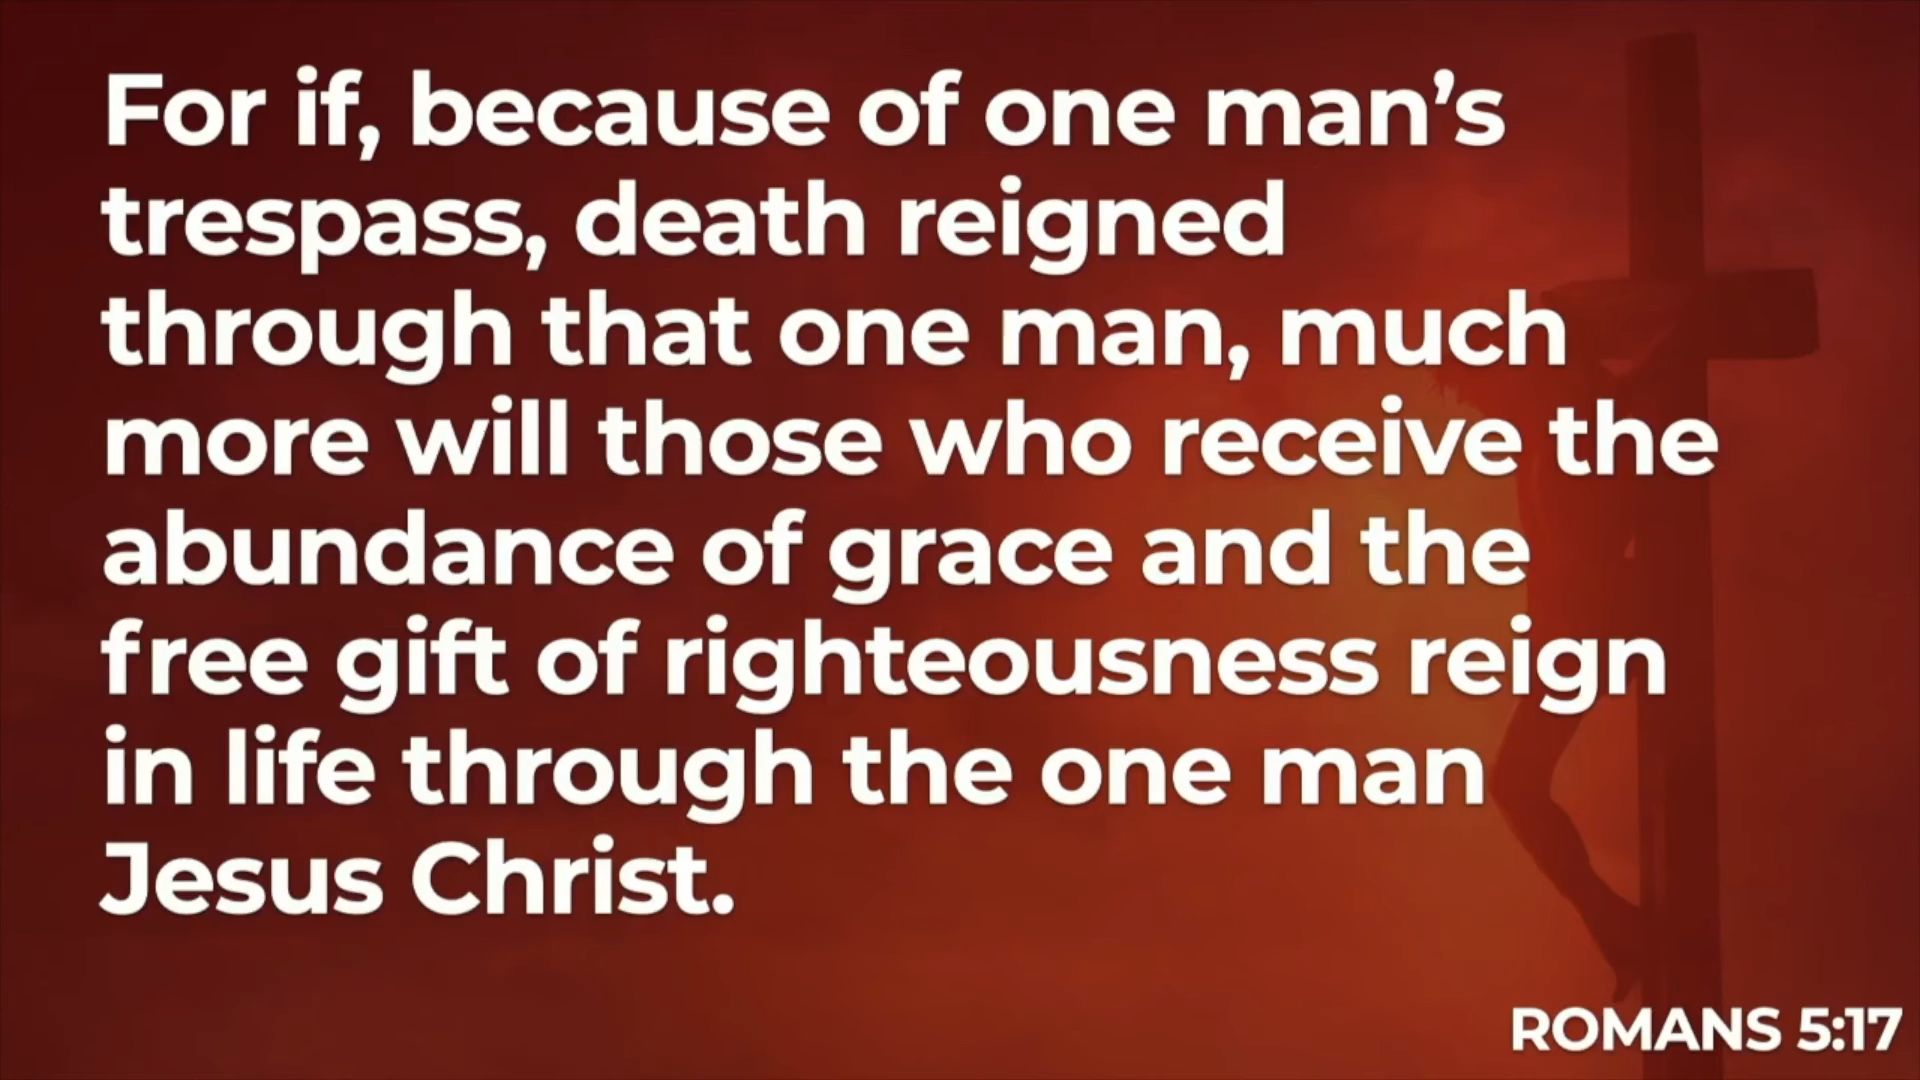 For if, because of one man’s
trespass, death reigned
through that one man, much
more will those who receive the
abundance of grace and the
free gift of righteousness reign
in life through the one man
Jesus Christ.
ROMANS 5:17